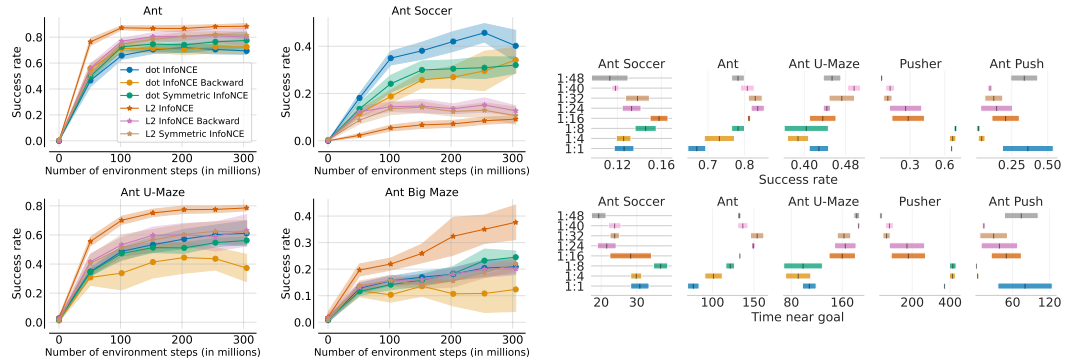 Ant
Success rate
0.8
0.6
0.4
0.2
0.0
dot InfoNCE
dot InfoNCE Backward
dot Symmetric InfoNCE
L2 InfoNCE
L2 InfoNCE Backward
L2 Symmetric InfoNCE
0 100 200 300
Number of environment steps (in millions)
Ant Soccer
Success rate
0.4
0.2
0.0
0 100 200 300
Number of environment steps (in millions)
Ant U-Maze
Success rate
0.8
0.6
0.4
0.2
0.0
0 100 200 300
Number of environment steps (in millions)
Ant Big Maze
Success rate
0.4
0.3
0.2
0.1
0.0
0 100 200 300
Number of environment steps (in millions)
Ant Soccer Ant Ant U-Maze Pusher Ant Push
1:48
1:40
1:32
1:24
1:16
1:8
1:4
1:1
0.12 0.16 0.7 0.8 0.40 0.48 0.3 0.6 0.25 0.50
Success rate
Ant Soccer Ant Ant U-Maze Pusher Ant Push
1:48
1:40
1:32
1:24
1:16
1:8
1:4
1:1
20 30 100 150 80 160 200 400 60 120
Time near goal